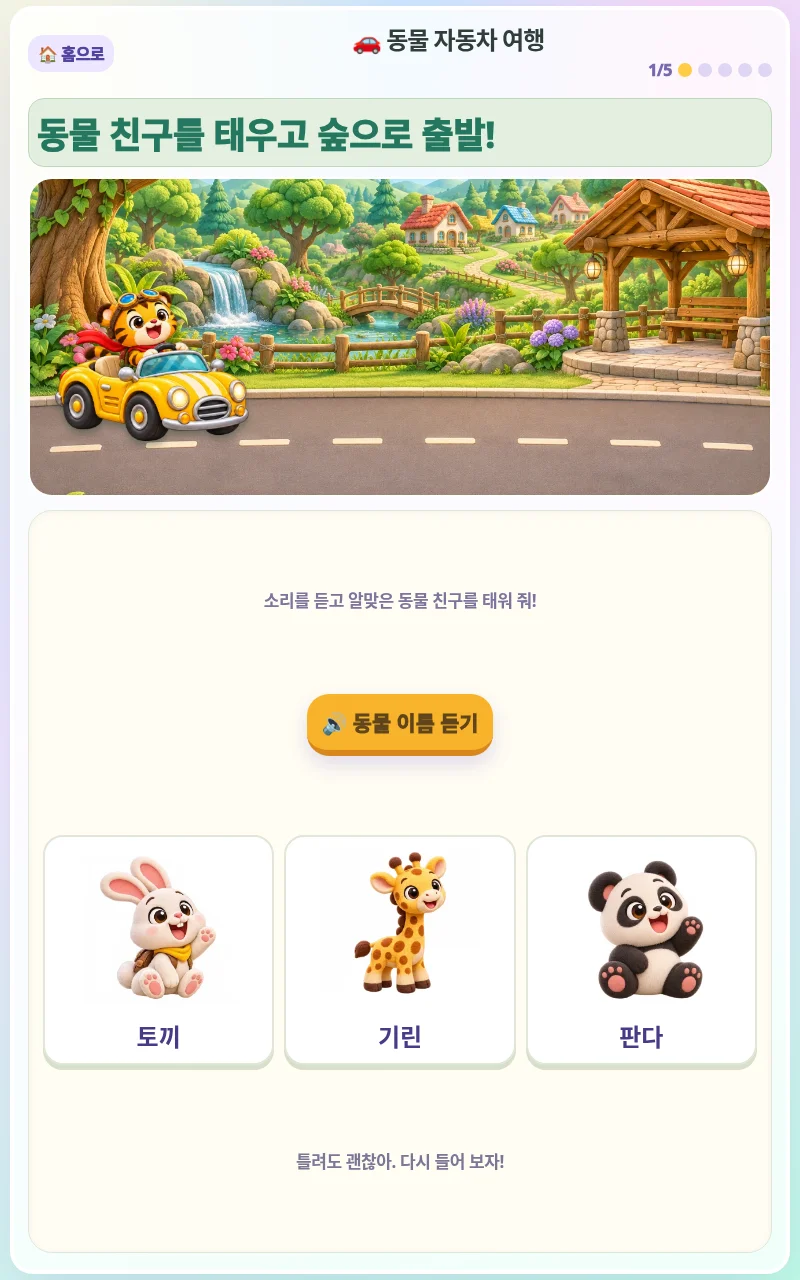 🏠 홈으로
🚗 동물 자동차 여행
1/5
동물 친구를 태우고 숲으로 출발!
소리를 듣고 알맞은 동물 친구를 태워 줘!
🔊 동물 이름 듣기
토끼
기린
판다
틀려도 괜찮아. 다시 들어 보자!